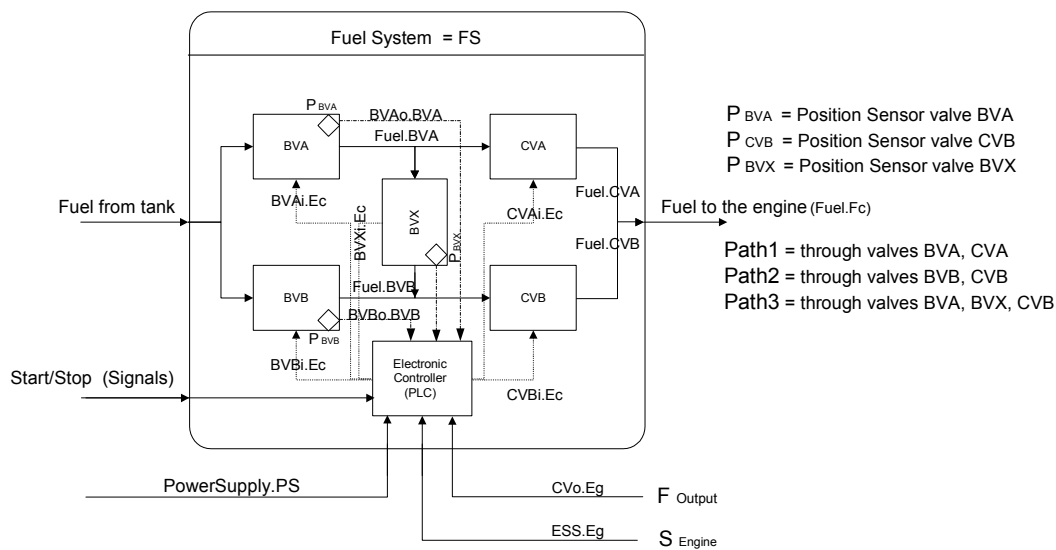 Fuel System = FS
P BVA
BVAo.BVA
Fuel.BVA
BVA
CVA
P BVA = Position Sensor valve BVA
P CVB = Position Sensor valve CVB
P BVX = Position Sensor valve BVX
BVAi.Ec
BVXi.Ec
BVX
P BVX
CVAi.Ec
Fuel.CVA
Fuel from tank
Fuel to the engine (Fuel.Fc)
Fuel.CVB
Path1 = through valves BVA, CVA
Path2 = through valves BVB, CVB
Path3 = through valves BVA, BVX, CVB
Fuel.BVB
BVB
CVB
BVBo.BVB
P BVB
BVBi.Ec
Electronic
Controller
(PLC)
CVBi.Ec
Start/Stop (Signals)
PowerSupply.PS
CVo.Eg
F Output
ESS.Eg
S Engine